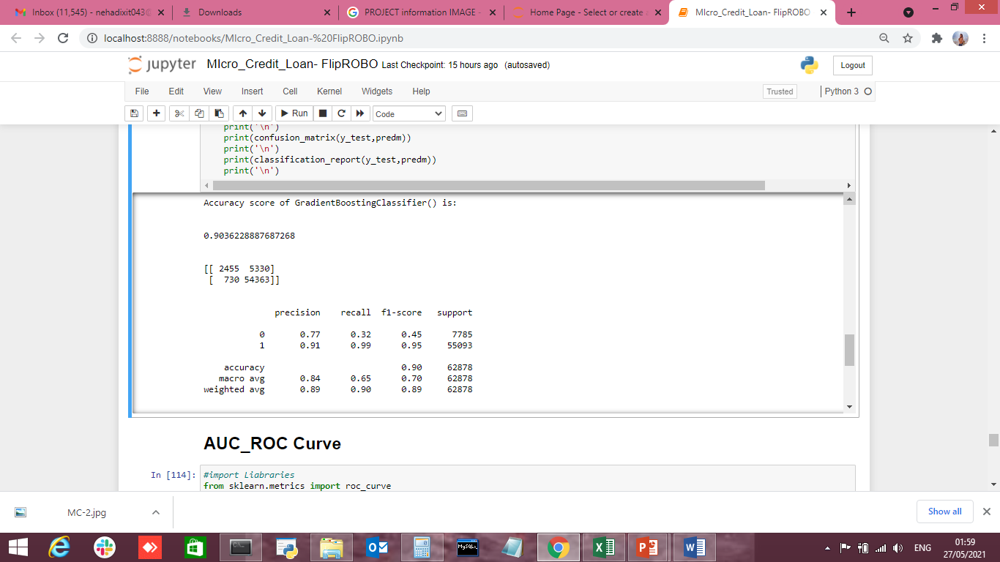 Inbox (11,545) - nehadixit043@
Downloads
PROJECT information IMAGE -
Home Page - Select or create a
MIcro_Credit_Loan- FlipROBO
localhost:8888/notebooks/MIcro_Credit_Loan-%20FlipROBO.ipynb
jupyter MIcro_Credit_Loan- FlipROBO Last Checkpoint: 15 hours ago (autosaved)
Logout
File Edit View Insert Cell Kernel Widgets Help
Trusted
Python 3
Run
Code
print('\n')
print(confusion_matrix(y_test,predm))
print('\n')
print(classification_report(y_test,predm))
print('\n')
Accuracy score of GradientBoostingClassifier() is:
0.9036228887687268
[[ 2455 5330]
[ 730 54363]]
precision recall f1-score support
0 0.77 0.32 0.45 7785
1 0.91 0.99 0.95 55093
accuracy 0.90 62878
macro avg 0.84 0.65 0.70 62878
weighted avg 0.89 0.90 0.89 62878
AUC_ROC Curve
In [114]: #import Liabraries
from sklearn.metrics import roc_curve
MC-2.jpg
Show all
MySQL
ENG
01:59
27/05/2021